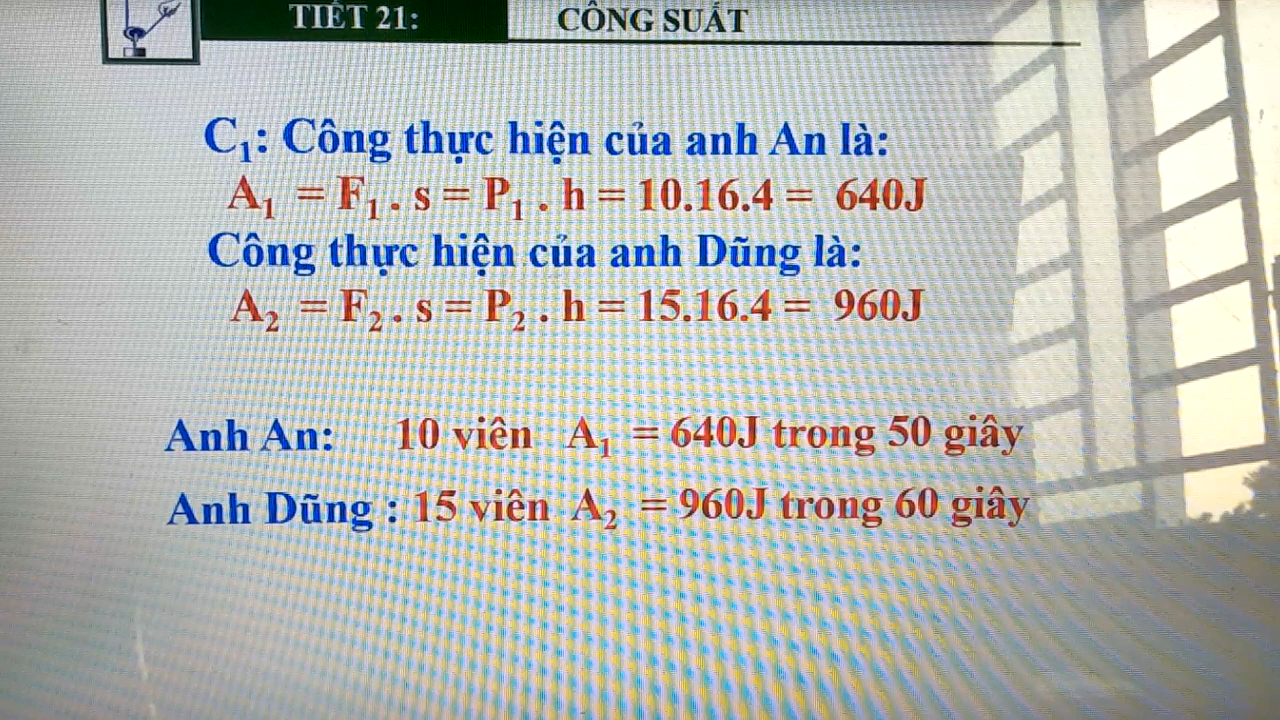 TIẾT 21: CÔNG SUẤT
C₁: Công thực hiện của anh An là:
A₁ = F₁ . s = P₁ . h = 10.16.4 = 640J
Công thực hiện của anh Dũng là:
A₂ = F₂ . s = P₂ . h = 15.16.4 = 960J
Anh An: 10 viên A₁ = 640J trong 50 giây
Anh Dũng : 15 viên A₂ = 960J trong 60 giây